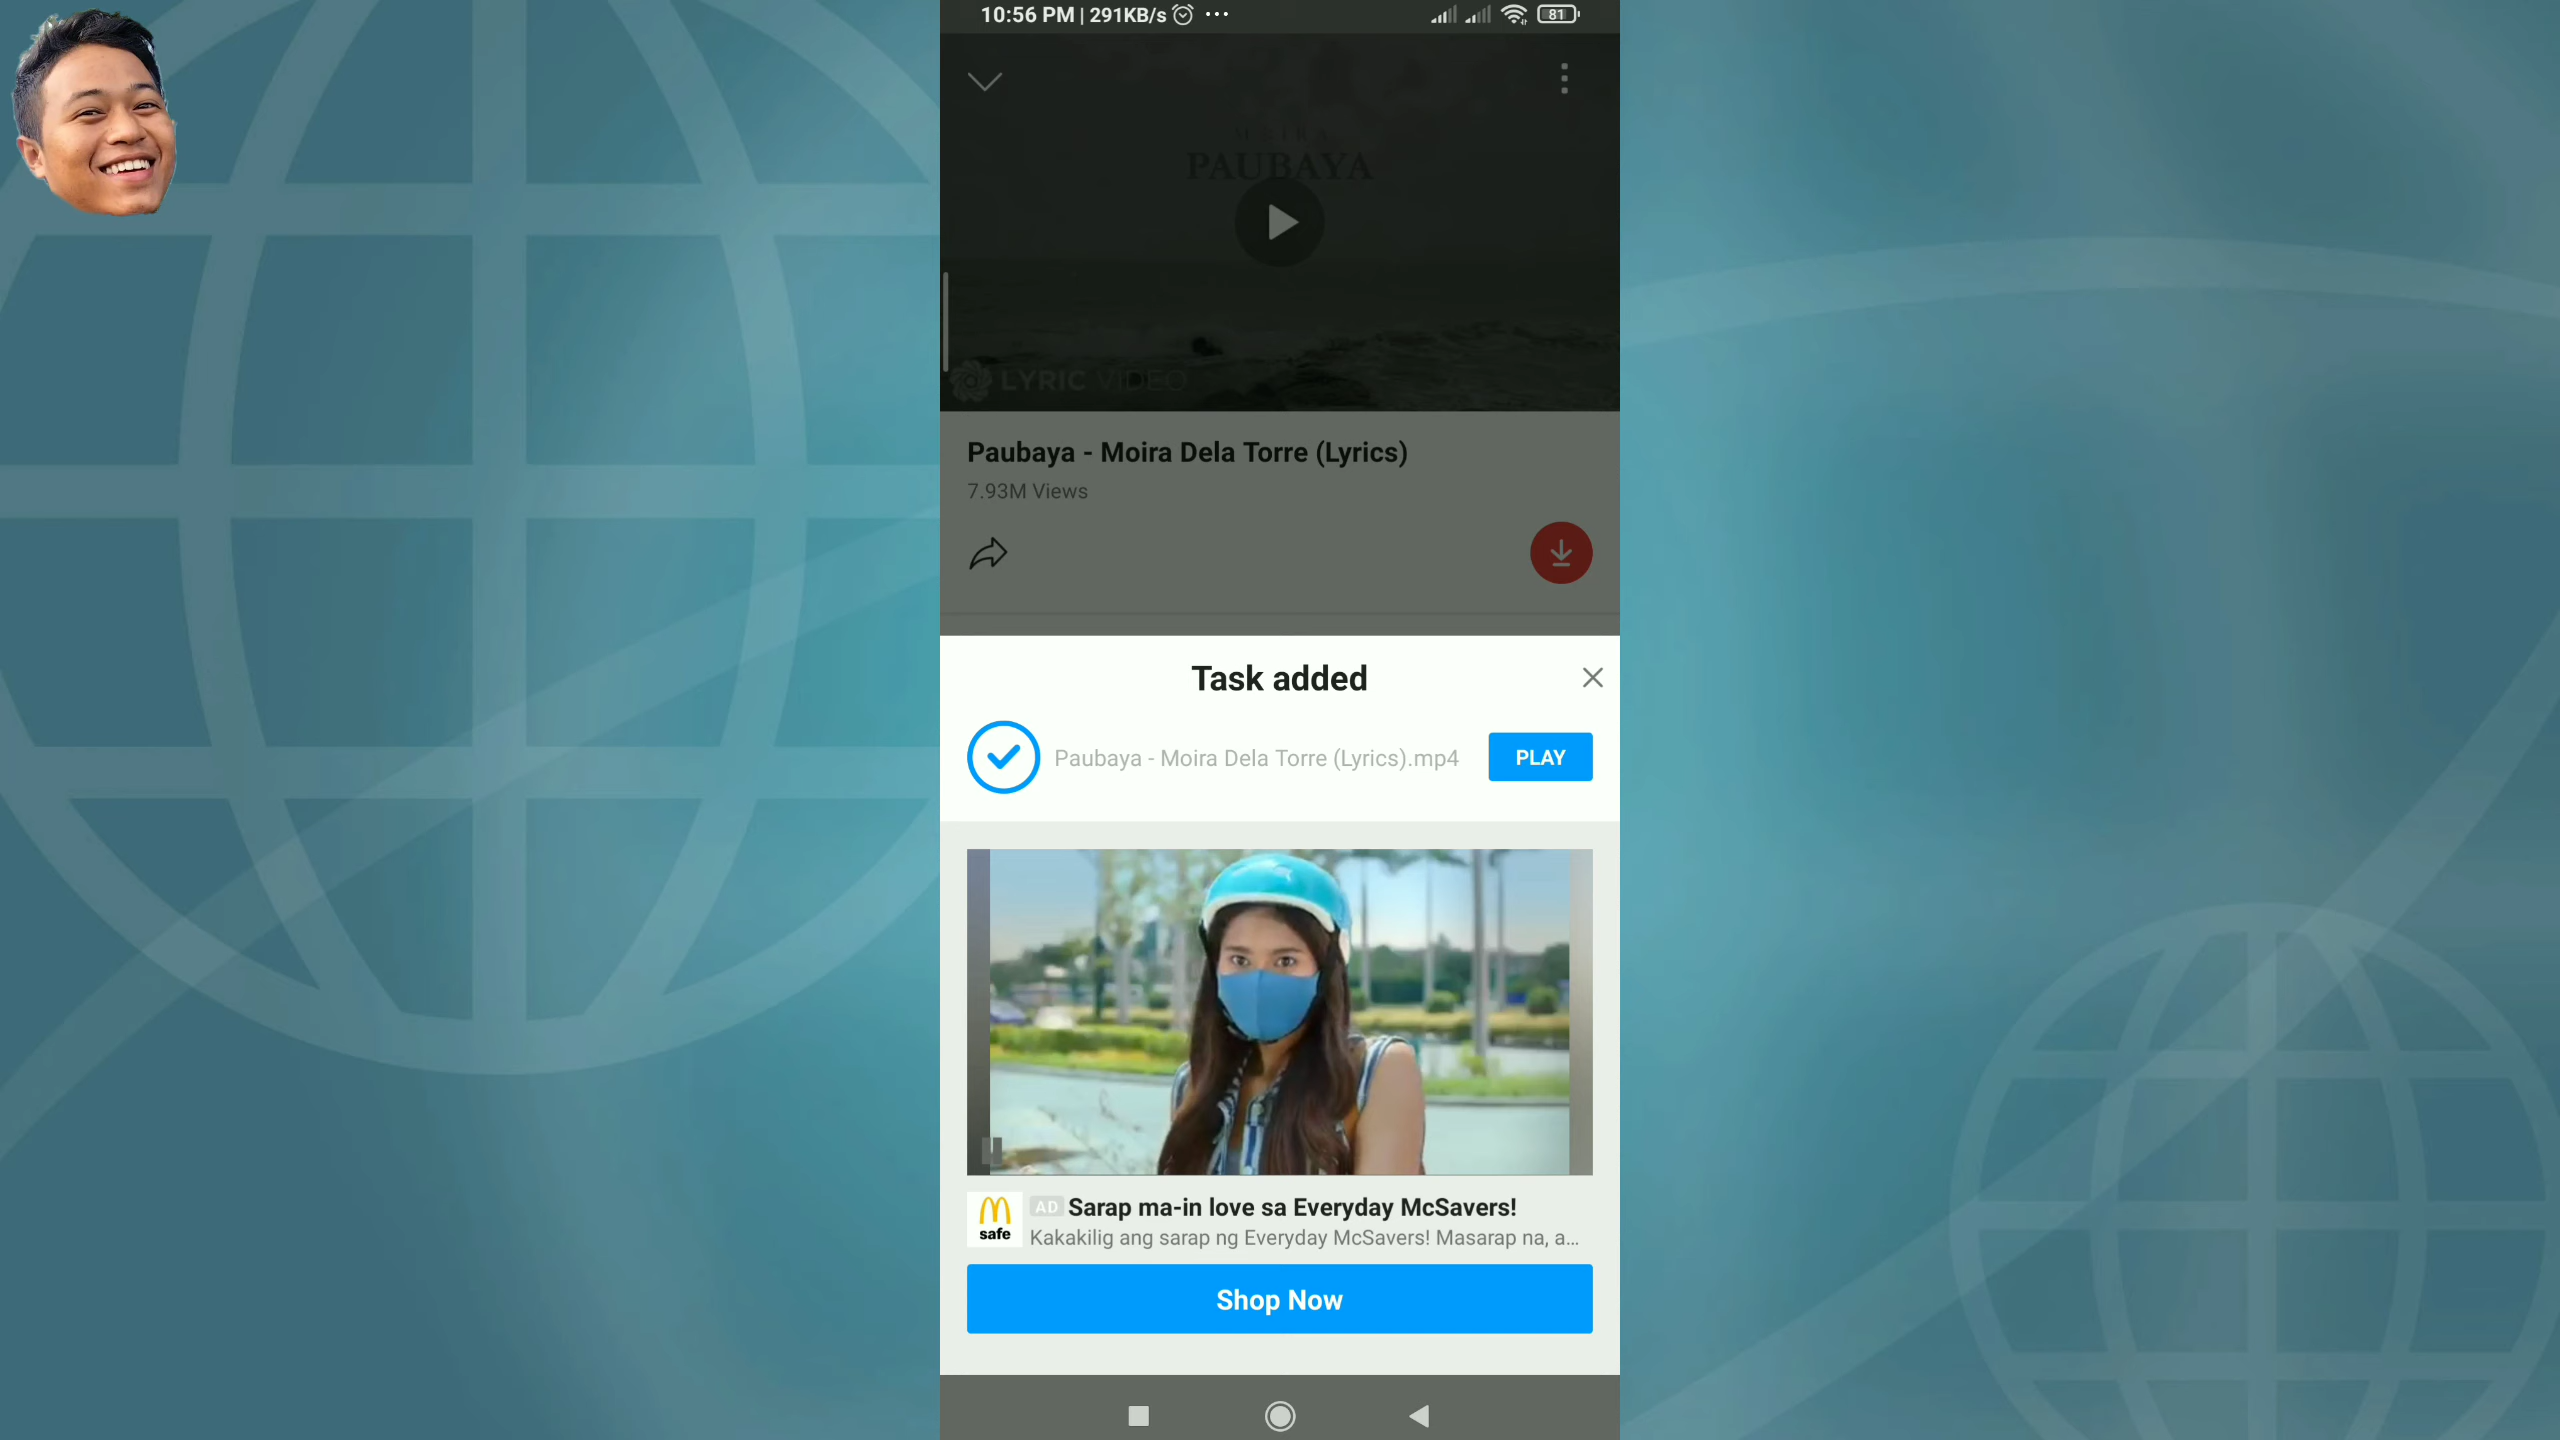 10:56 PM | 291KB/s
81
MOIRA
PAUBAYA
LYRIC VIDEO
Paubaya - Moira Dela Torre (Lyrics)
7.93M Views
Task added
Paubaya - Moira Dela Torre (Lyrics).mp4
PLAY
safe
AD Sarap ma-in love sa Everyday McSavers!
Kakakilig ang sarap ng Everyday McSavers! Masarap na, a...
Shop Now